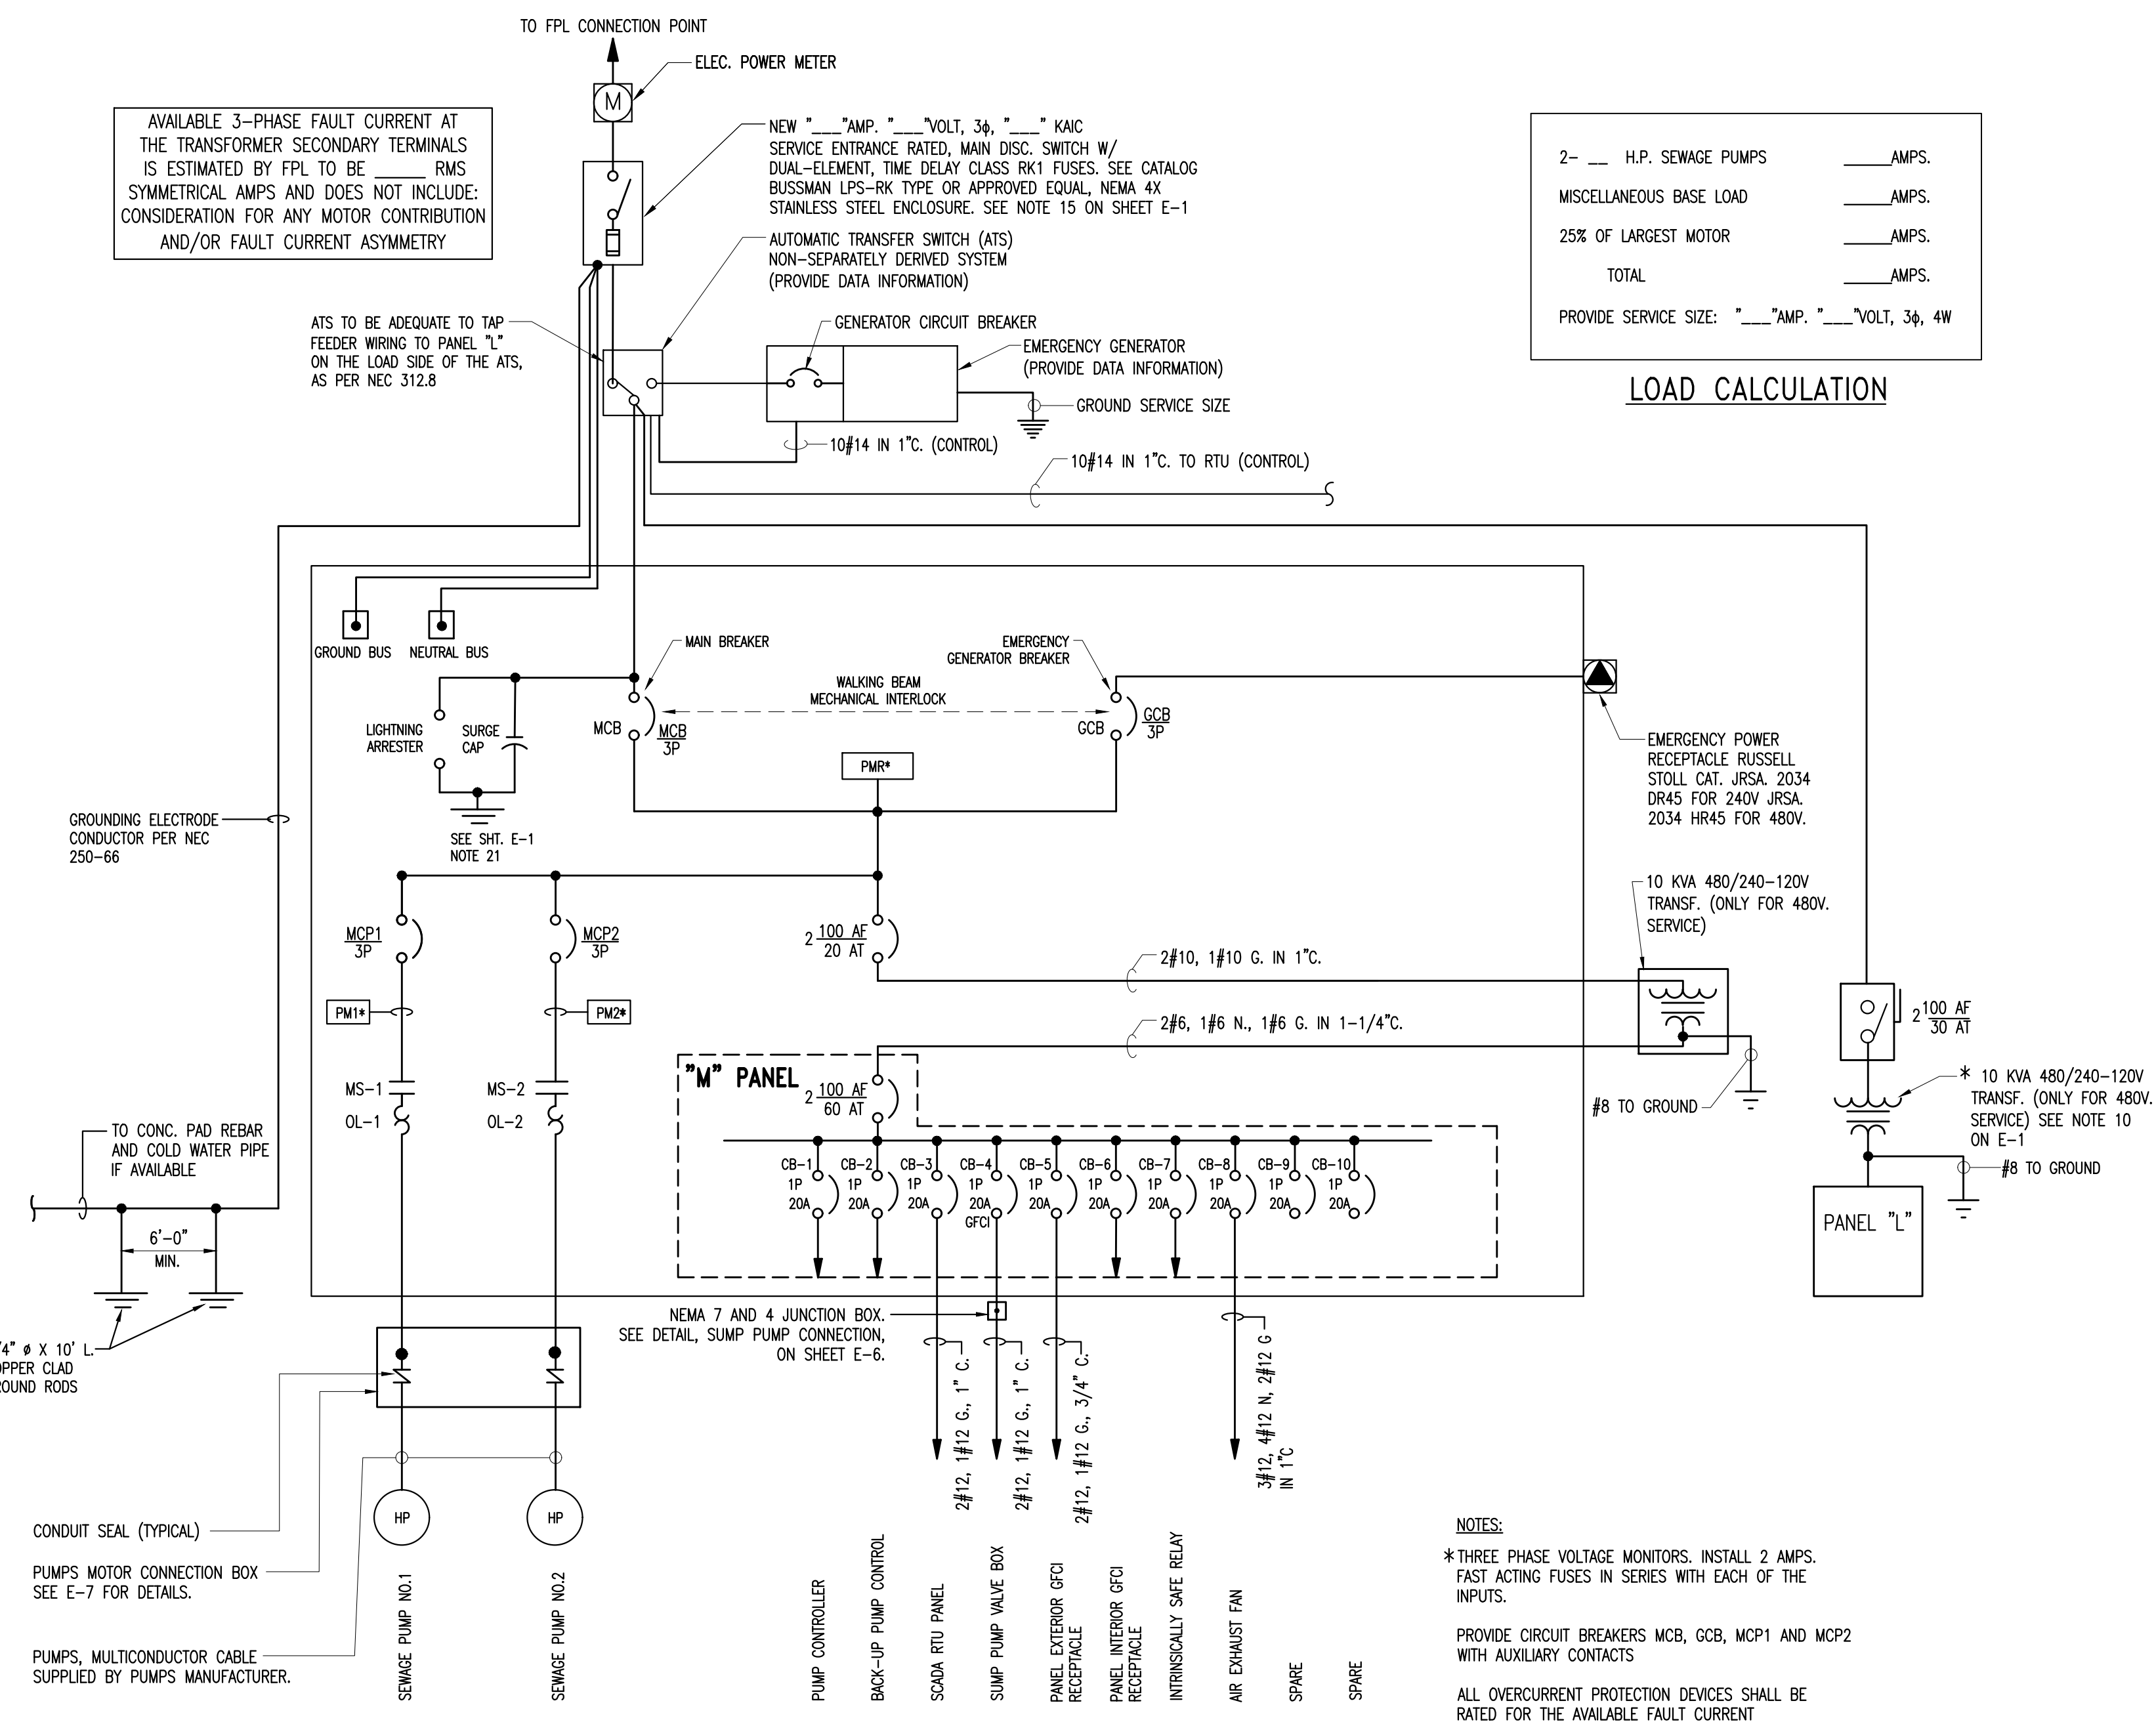 TO FPL CONNECTION POINT
ELEC. POWER METER
M
AVAILABLE 3-PHASE FAULT CURRENT AT
THE TRANSFORMER SECONDARY TERMINALS
IS ESTIMATED BY FPL TO BE _____ RMS
SYMMETRICAL AMPS AND DOES NOT INCLUDE:
CONSIDERATION FOR ANY MOTOR CONTRIBUTION
AND/OR FAULT CURRENT ASYMMETRY
NEW "___"AMP. "___"VOLT, 3ϕ, "___" KAIC
SERVICE ENTRANCE RATED, MAIN DISC. SWITCH W/
DUAL-ELEMENT, TIME DELAY CLASS RK1 FUSES. SEE CATALOG
BUSSMAN LPS-RK TYPE OR APPROVED EQUAL, NEMA 4X
STAINLESS STEEL ENCLOSURE. SEE NOTE 15 ON SHEET E-1
AUTOMATIC TRANSFER SWITCH (ATS)
NON-SEPARATELY DERIVED SYSTEM
(PROVIDE DATA INFORMATION)
2- __ H.P. SEWAGE PUMPS _____AMPS.
MISCELLANEOUS BASE LOAD _____AMPS.
25% OF LARGEST MOTOR _____AMPS.
TOTAL _____AMPS.
PROVIDE SERVICE SIZE: "___"AMP. "___"VOLT, 3ϕ, 4W
LOAD CALCULATION
ATS TO BE ADEQUATE TO TAP
FEEDER WIRING TO PANEL "L"
ON THE LOAD SIDE OF THE ATS,
AS PER NEC 312.8
GENERATOR CIRCUIT BREAKER
EMERGENCY GENERATOR
(PROVIDE DATA INFORMATION)
GROUND SERVICE SIZE
10#14 IN 1"C. (CONTROL)
10#14 IN 1"C. TO RTU (CONTROL)
GROUND BUS
NEUTRAL BUS
MAIN BREAKER
EMERGENCY
GENERATOR BREAKER
WALKING BEAM
MECHANICAL INTERLOCK
LIGHTNING
ARRESTER
SURGE
CAP
MCB
MCB
3P
GCB
GCB
3P
PMR*
EMERGENCY POWER
RECEPTACLE RUSSELL
STOLL CAT. JRSA. 2034
DR45 FOR 240V JRSA.
2034 HR45 FOR 480V.
GROUNDING ELECTRODE
CONDUCTOR PER NEC
250-66
SEE SHT. E-1
NOTE 21
10 KVA 480/240-120V
TRANSF. (ONLY FOR 480V.
SERVICE)
MCP1
3P
MCP2
3P
2 100 AF
20 AT
2#10, 1#10 G. IN 1"C.
PM1*
PM2*
2#6, 1#6 N., 1#6 G. IN 1-1/4"C.
2 100 AF
30 AT
"M" PANEL
MS-1
OL-1
MS-2
OL-2
2 100 AF
60 AT
#8 TO GROUND
* 10 KVA 480/240-120V
TRANSF. (ONLY FOR 480V.
SERVICE) SEE NOTE 10
ON E-1
#8 TO GROUND
PANEL "L"
TO CONC. PAD REBAR
AND COLD WATER PIPE
IF AVAILABLE
6'-0"
MIN.
CB-1 CB-2 CB-3 CB-4 CB-5 CB-6 CB-7 CB-8 CB-9 CB-10
1P 1P 1P 1P 1P 1P 1P 1P 1P 1P
20A 20A 20A 20A 20A 20A 20A 20A 20A 20A
GFCI
/4" ø X 10' L.
OPPER CLAD
ROUND RODS
NEMA 7 AND 4 JUNCTION BOX.
SEE DETAIL, SUMP PUMP CONNECTION,
ON SHEET E-6.
2#12, 1#12 G., 1" C.
2#12, 1#12 G., 1" C.
2#12, 1#12 G., 3/4" C.
3#12, 4#12 N, 2#12 G
IN 1"C
HP
HP
CONDUIT SEAL (TYPICAL)
PUMPS MOTOR CONNECTION BOX
SEE E-7 FOR DETAILS.
PUMPS, MULTICONDUCTOR CABLE
SUPPLIED BY PUMPS MANUFACTURER.
SEWAGE PUMP NO.1
SEWAGE PUMP NO.2
PUMP CONTROLLER
BACK-UP PUMP CONTROL
SCADA RTU PANEL
SUMP PUMP VALVE BOX
PANEL EXTERIOR GFCI
RECEPTACLE
PANEL INTERIOR GFCI
RECEPTACLE
INTRINSICALLY SAFE RELAY
AIR EXHAUST FAN
SPARE
SPARE
NOTES:
* THREE PHASE VOLTAGE MONITORS. INSTALL 2 AMPS.
FAST ACTING FUSES IN SERIES WITH EACH OF THE
INPUTS.
PROVIDE CIRCUIT BREAKERS MCB, GCB, MCP1 AND MCP2
WITH AUXILIARY CONTACTS
ALL OVERCURRENT PROTECTION DEVICES SHALL BE
RATED FOR THE AVAILABLE FAULT CURRENT